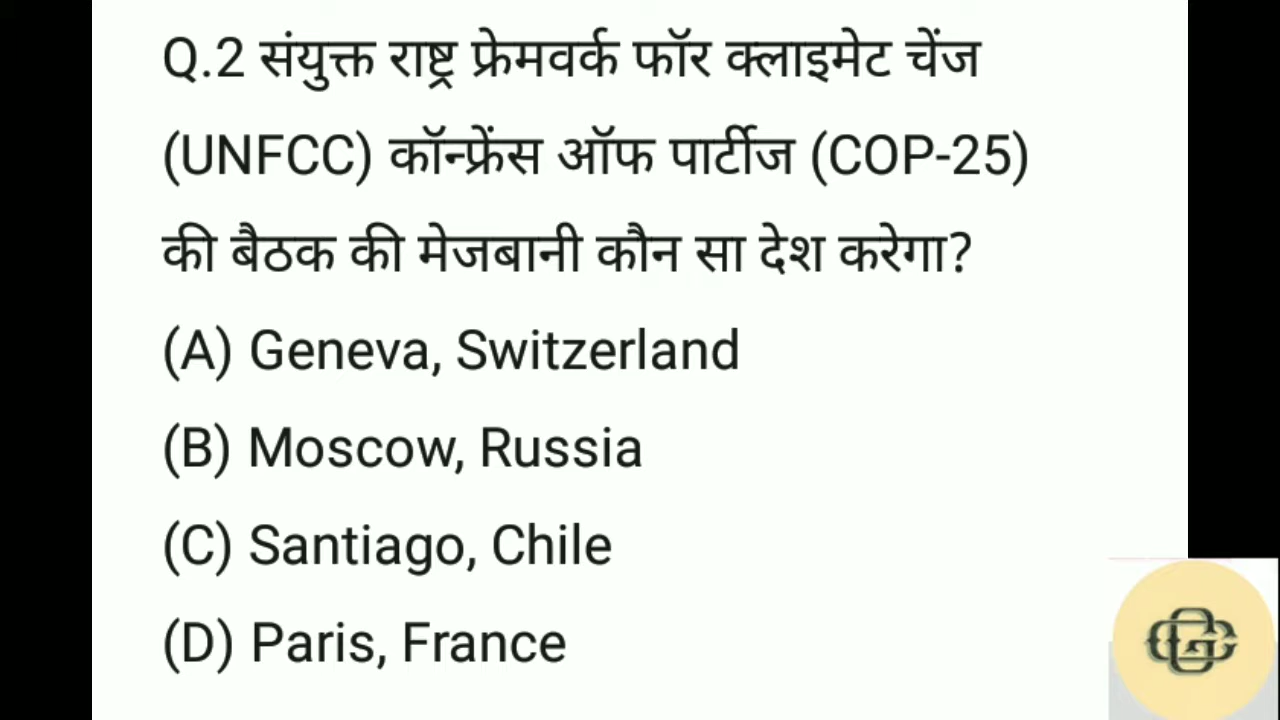 Q.2 संयुक्त राष्ट्र फ्रेमवर्क फॉर क्लाइमेट चेंज
(UNFCC) कॉन्फ्रेंस ऑफ पार्टीज (COP-25)
की बैठक की मेजबानी कौन सा देश करेगा?
(A) Geneva, Switzerland
(B) Moscow, Russia
(C) Santiago, Chile
(D) Paris, France